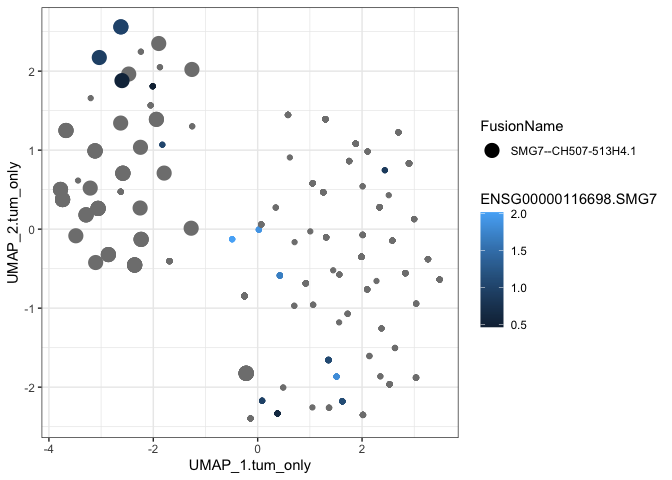 2
1
0
-1
-2
UMAP_2.tum_only
-4
-2
0
2
UMAP_1.tum_only
FusionName
SMG7--CH507-513H4.1
ENSG00000116698.SMG7
2.0
1.5
1.0
0.5